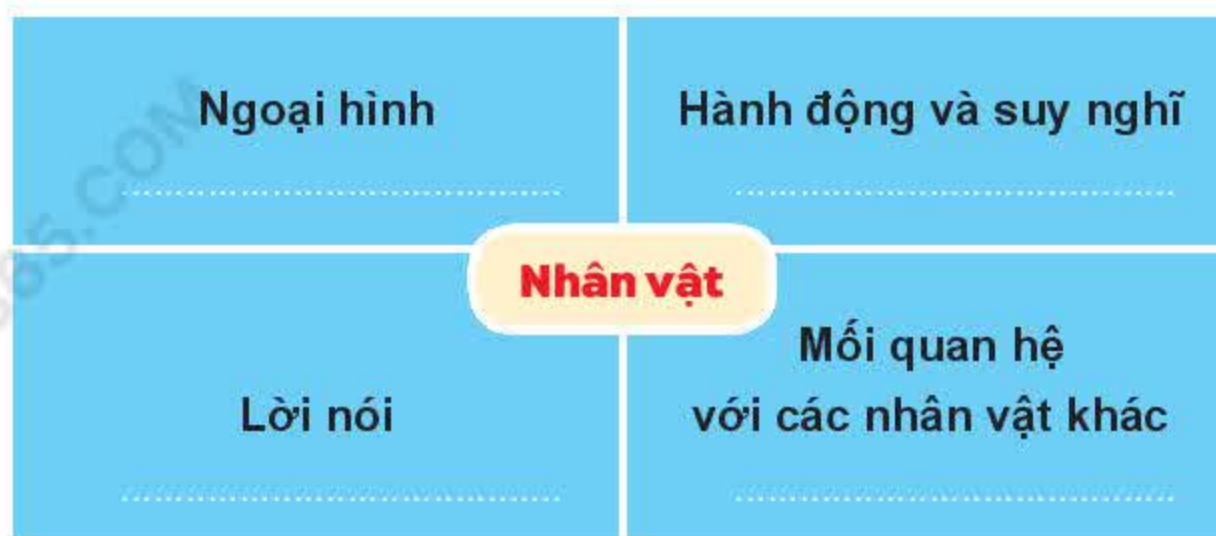 Ngoại hình
Hành động và suy nghĩ
Nhân vật
Lời nói
Mối quan hệ
với các nhân vật khác